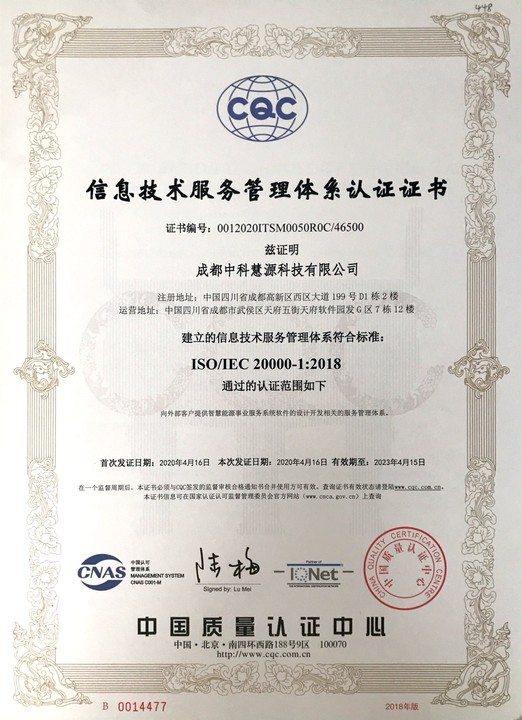 448
CQC
信息技术服务管理体系认证证书
证书编号：0012020ITSM0050R0C/46500
兹证明
成都中科慧源科技有限公司
注册地址：中国四川省成都高新区西区大道 199 号 D1 栋 2 楼
运营地址：中国四川省成都市武侯区天府五街天府软件园发 G 区 7 栋 12 楼
建立的信息技术服务管理体系符合标准：
ISO/IEC 20000-1:2018
通过的认证范围如下
向外部客户提供智慧能源事业服务系统软件的设计开发相关的服务管理体系。
首次发证日期：2020年4月16日 本次发证日期：2020年4月16日 有效期至：2023年4月15日
在一个监督周期后，本证书必须与CQC签发的监督审核合格通知书合并使用方可有效。查询证书有效状态请登陆www.cqc.com.cn。
本证书信息可在国家认证认可监督管理委员会官方网站（www.cnca.gov.cn）上查询
CNAS
中国认可
管理体系
MANAGEMENT SYSTEM
CNAS C001-M
陆梅
Signed by: Lu Mei
Partner of
IQNet
CHINA QUALITY CERTIFICATION CENTRE
中国质量认证中心
中国质量认证中心
中国·北京·南四环西路188号9区 100070
http://www.cqc.com.cn
B 0014477
2018年版